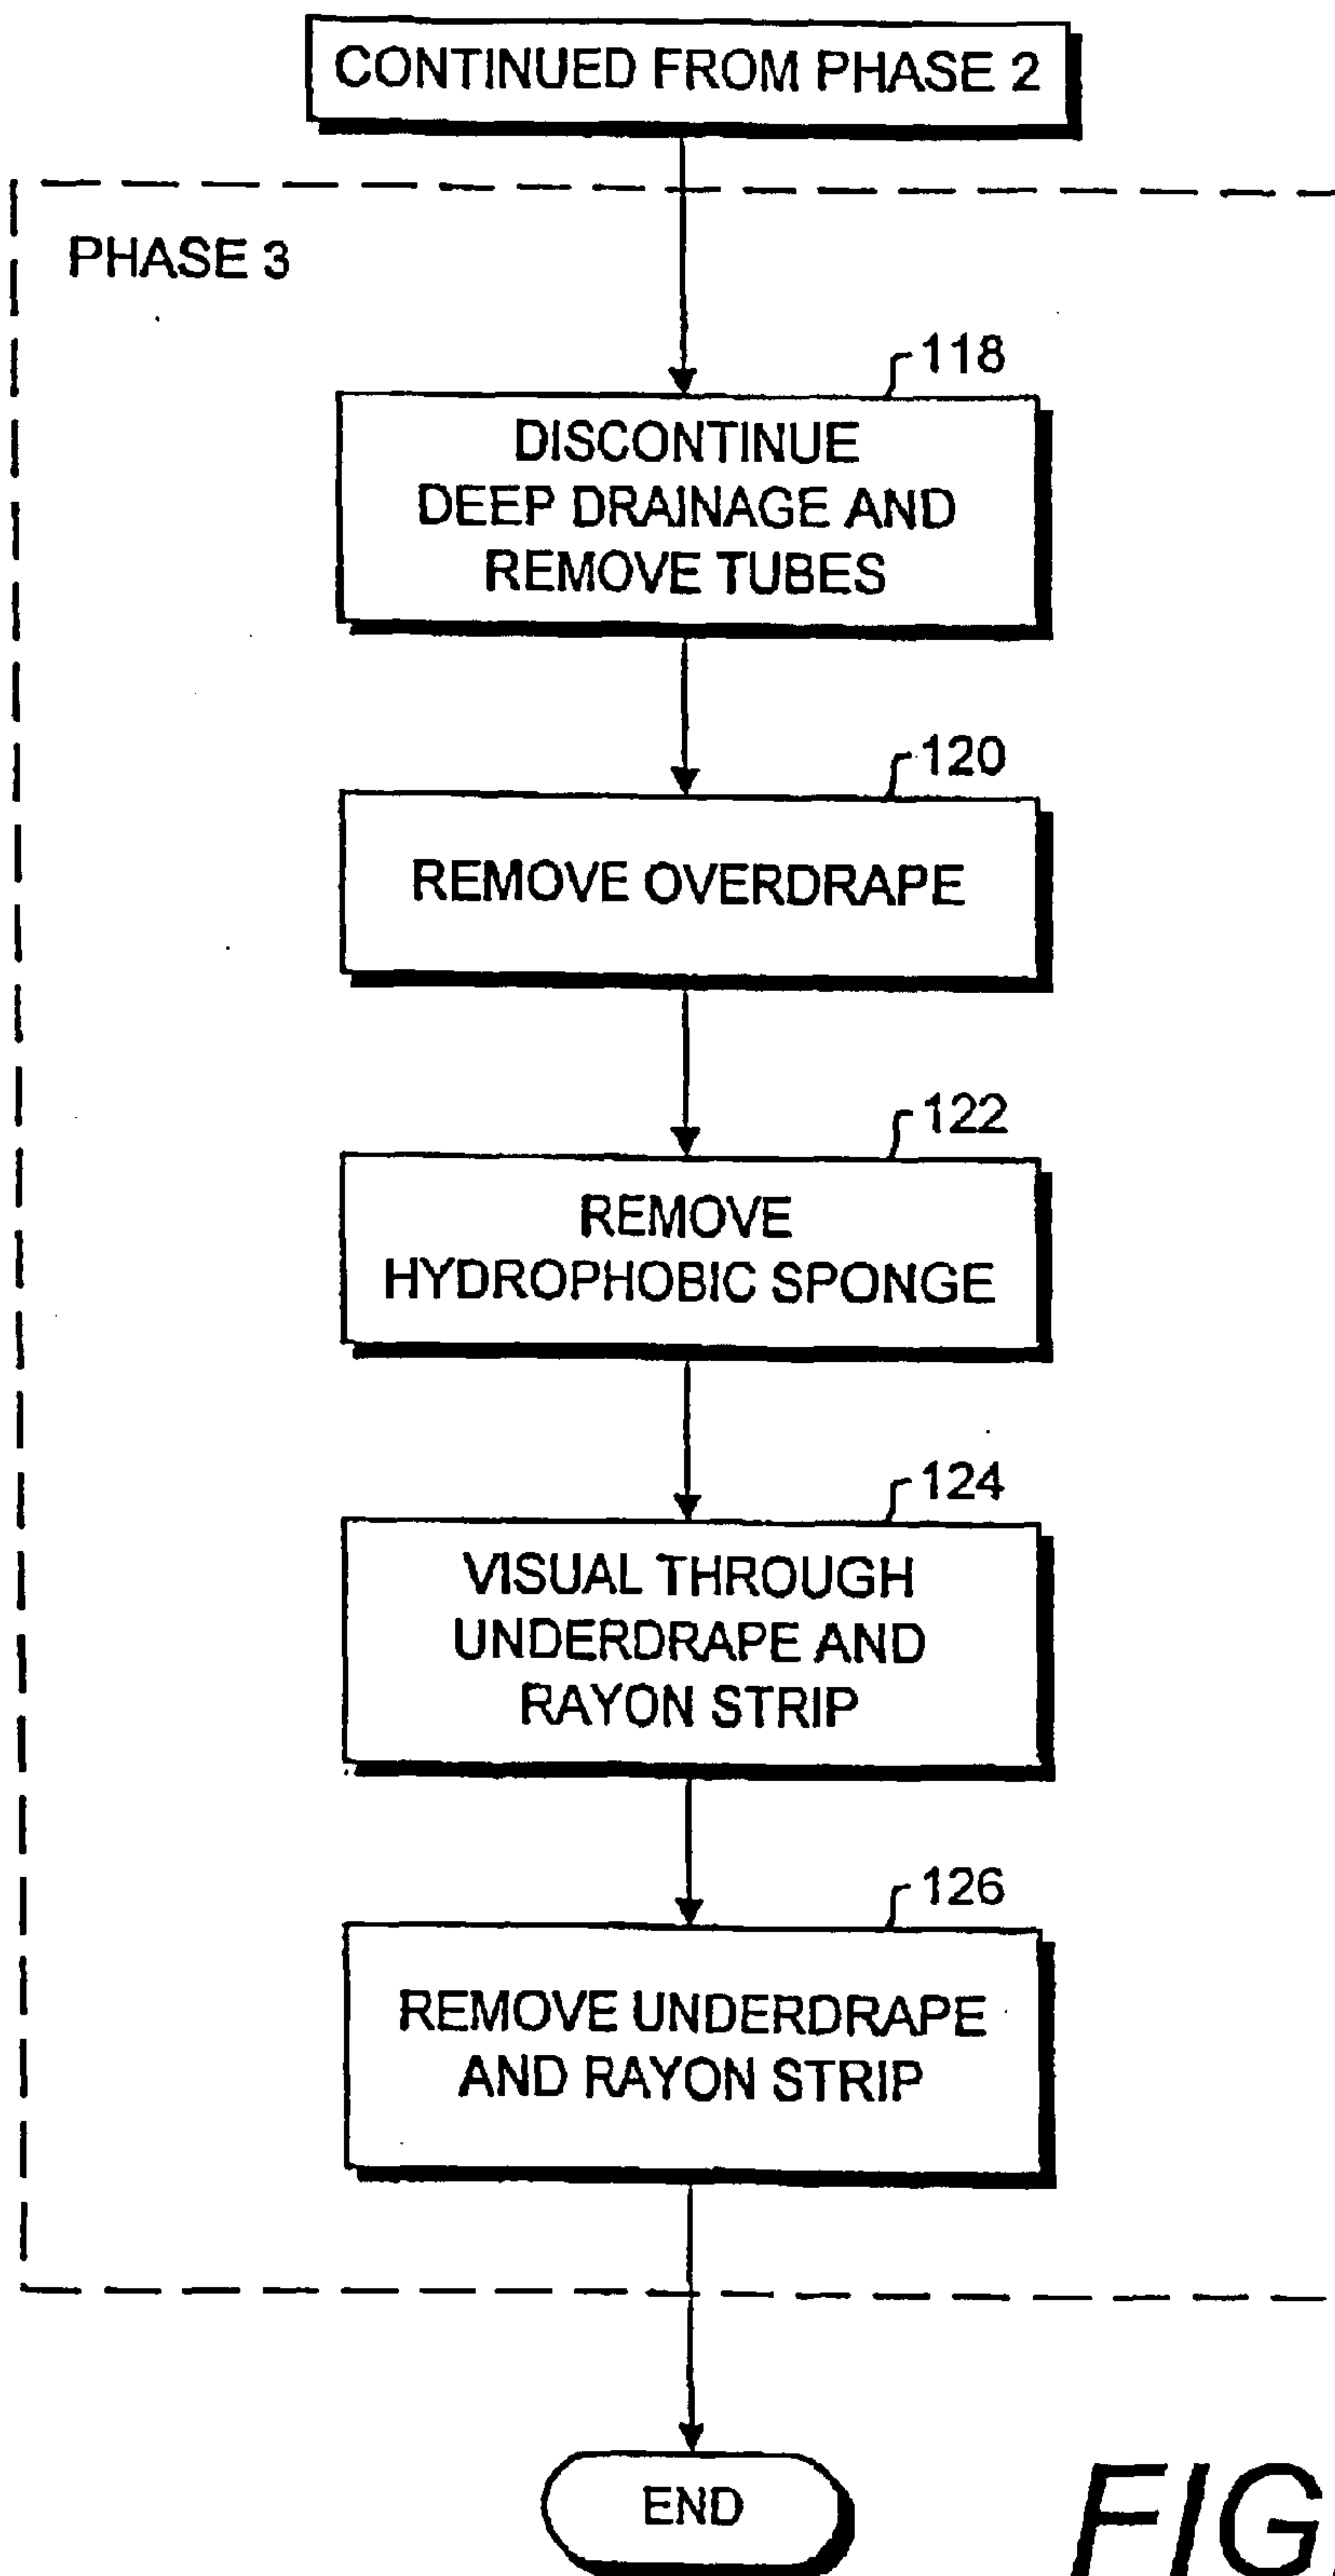 CONTINUED FROM PHASE 2
PHASE 3
118
DISCONTINUE
DEEP DRAINAGE AND
REMOVE TUBES
120
REMOVE OVERDRAPE
122
REMOVE
HYDROPHOBIC SPONGE
124
VISUAL THROUGH
UNDERDRAPE AND
RAYON STRIP
126
REMOVE UNDERDRAPE
AND RAYON STRIP
END
FIG.